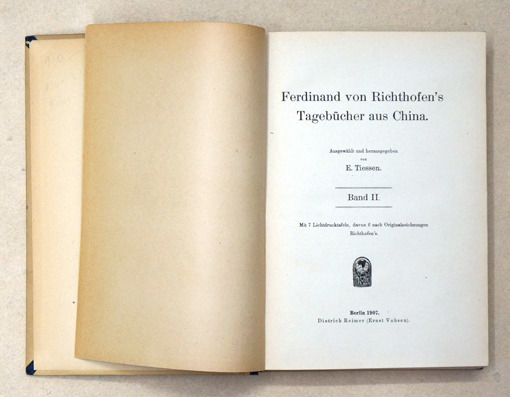 Ferdinand von Richthofen's
Tagebücher aus China.
Ausgewählt und herausgegeben
von
E. Tiessen.
Band II.
Mit 7 Lichtdrucktafeln, davon 6 nach Originalzeichnungen
Richthofen's.
Berlin 1907.
Dietrich Reimer (Ernst Vohsen).